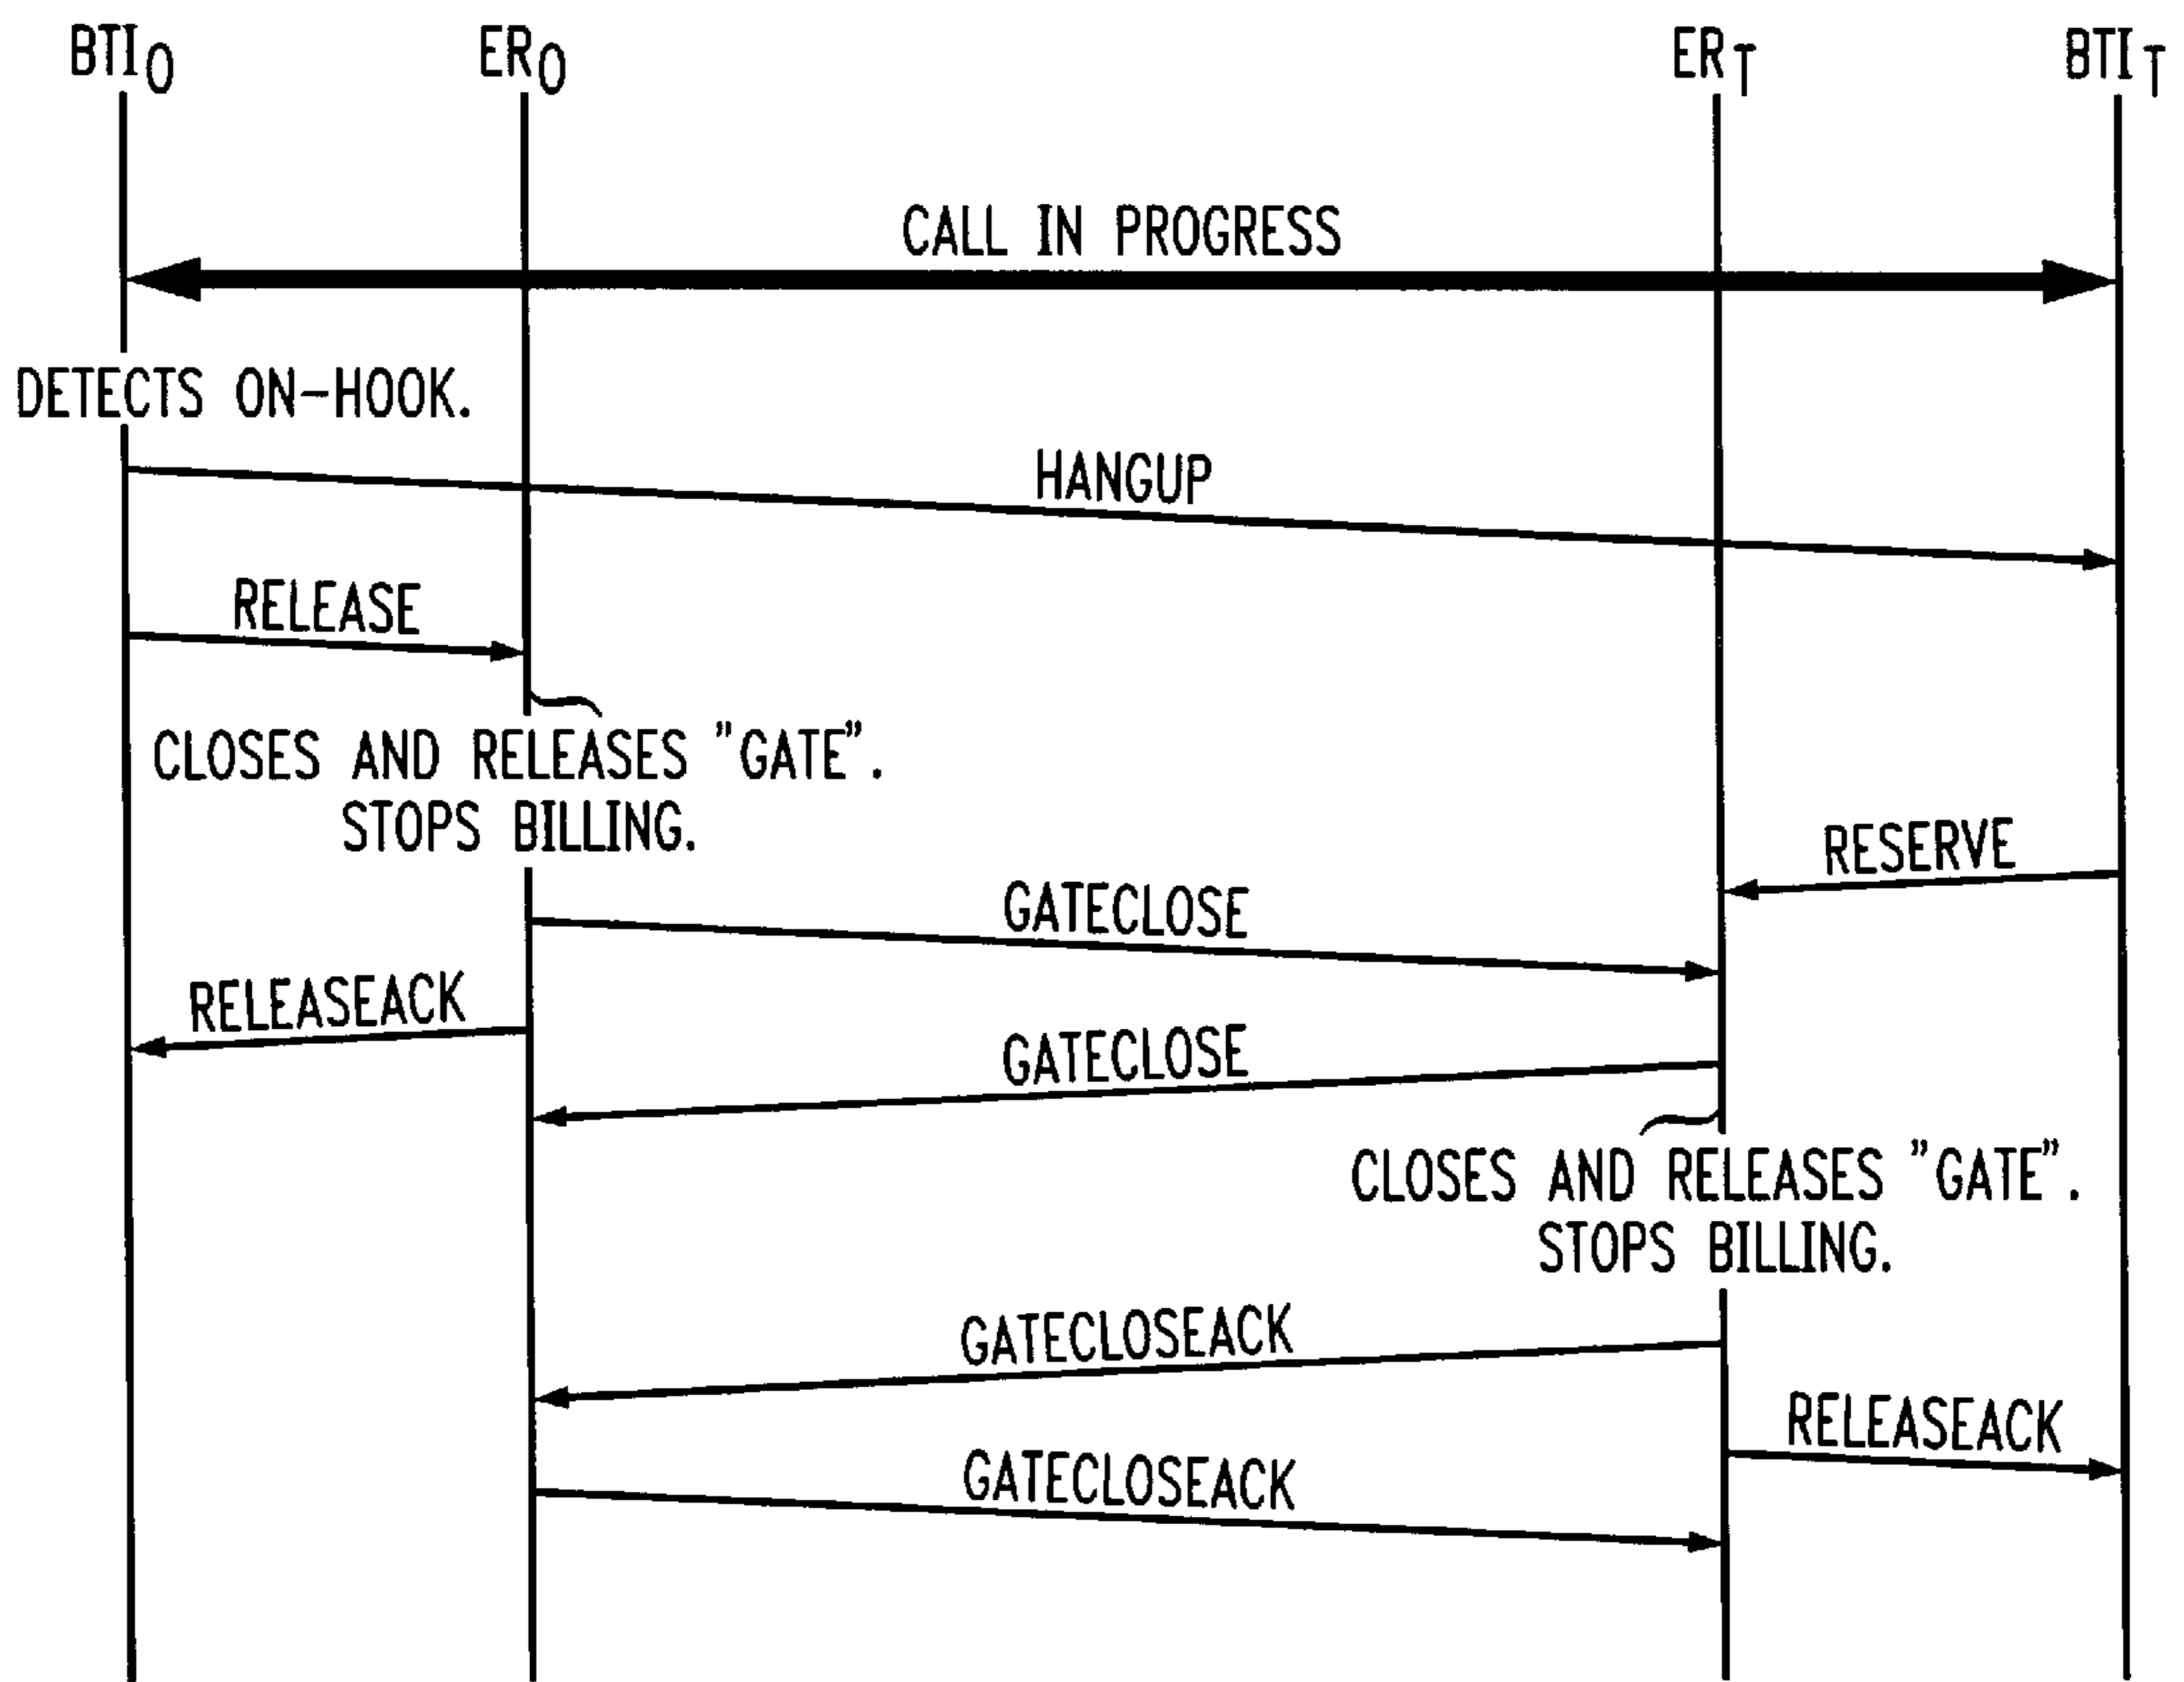 BTIO ERO ERT BTIT
CALL IN PROGRESS
DETECTS ON-HOOK.
HANGUP
RELEASE
CLOSES AND RELEASES "GATE".
STOPS BILLING.
RESERVE
GATECLOSE
RELEASEACK
GATECLOSE
CLOSES AND RELEASES "GATE".
STOPS BILLING.
GATECLOSEACK
RELEASEACK
GATECLOSEACK